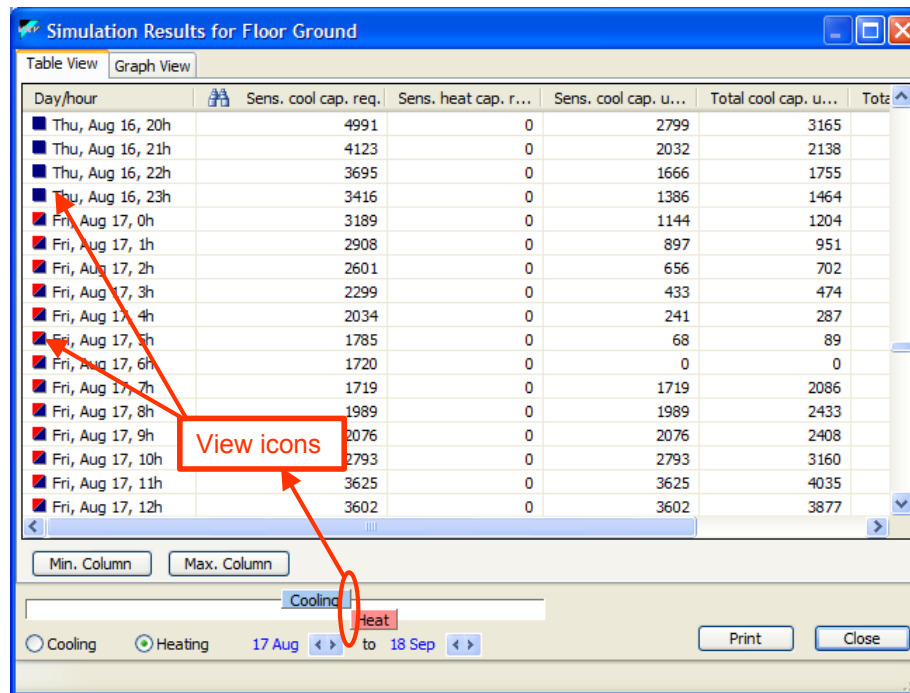 Simulation Results for Floor Ground
Table View Graph View
Day/hour Sens. cool cap. req. Sens. heat cap. r... Sens. cool cap. u... Total cool cap. u... Tota
Thu, Aug 16, 20h 4991 0 2799 3165
Thu, Aug 16, 21h 4123 0 2032 2138
Thu, Aug 16, 22h 3695 0 1666 1755
Thu, Aug 16, 23h 3416 0 1386 1464
Fri, Aug 17, 0h 3189 0 1144 1204
Fri, Aug 17, 1h 2908 0 897 951
Fri, Aug 17, 2h 2601 0 656 702
Fri, Aug 17, 3h 2299 0 433 474
Fri, Aug 17, 4h 2034 0 241 287
Fri, Aug 17, 5h 1785 0 68 89
Fri, Aug 17, 6h 1720 0 0 0
Fri, Aug 17, 7h 1719 0 1719 2086
Fri, Aug 17, 8h 1989 0 1989 2433
Fri, Aug 17, 9h 2076 0 2076 2408
View icons
Fri, Aug 17, 10h 2793 0 2793 3160
Fri, Aug 17, 11h 3625 0 3625 4035
Fri, Aug 17, 12h 3602 0 3602 3877
Min. Column Max. Column
Cooling
Heat
Cooling Heating 17 Aug to 18 Sep Print Close